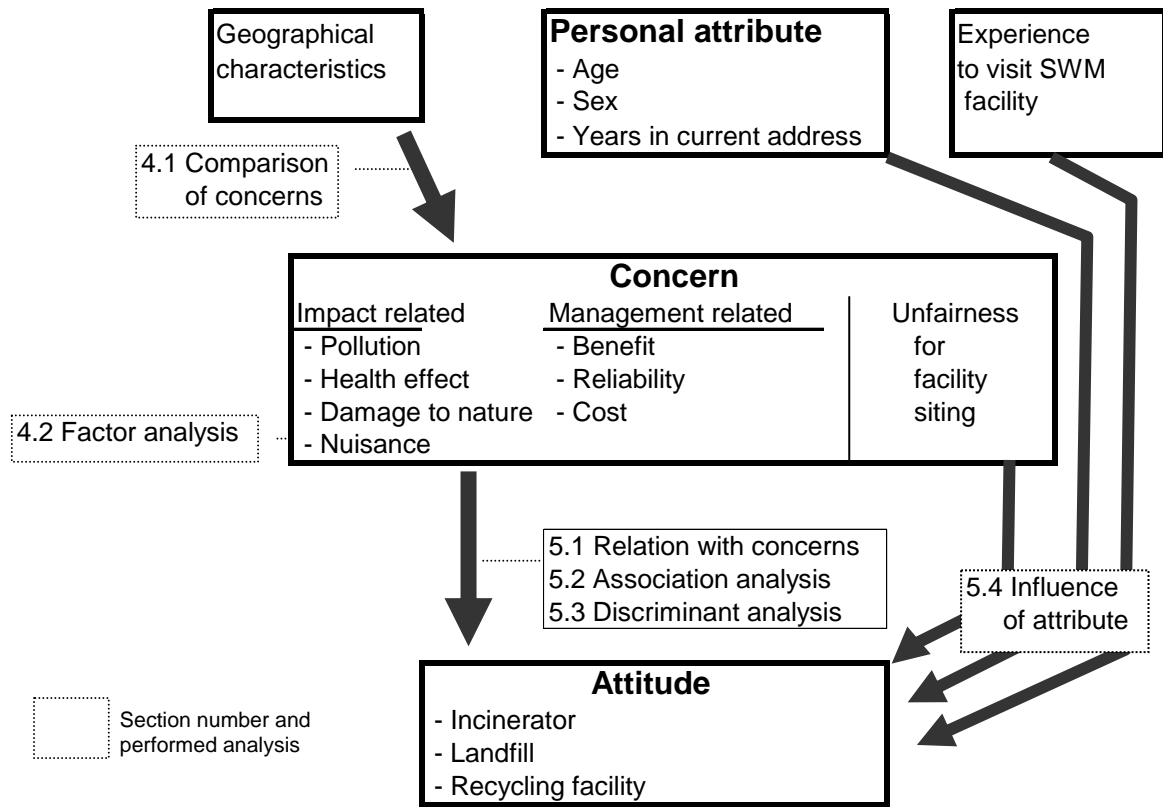 Geographical
characteristics
Personal attribute
- Age
- Sex
- Years in current address
Experience
to visit SWM
facility
4.1 Comparison
of concerns
Concern
Impact related
- Pollution
- Health effect
- Damage to nature
- Nuisance
Management related
- Benefit
- Reliability
- Cost
Unfairness
for
facility
siting
4.2 Factor analysis
5.1 Relation with concerns
5.2 Association analysis
5.3 Discriminant analysis
5.4 Influence
of attribute
Attitude
- Incinerator
- Landfill
- Recycling facility
Section number and
performed analysis